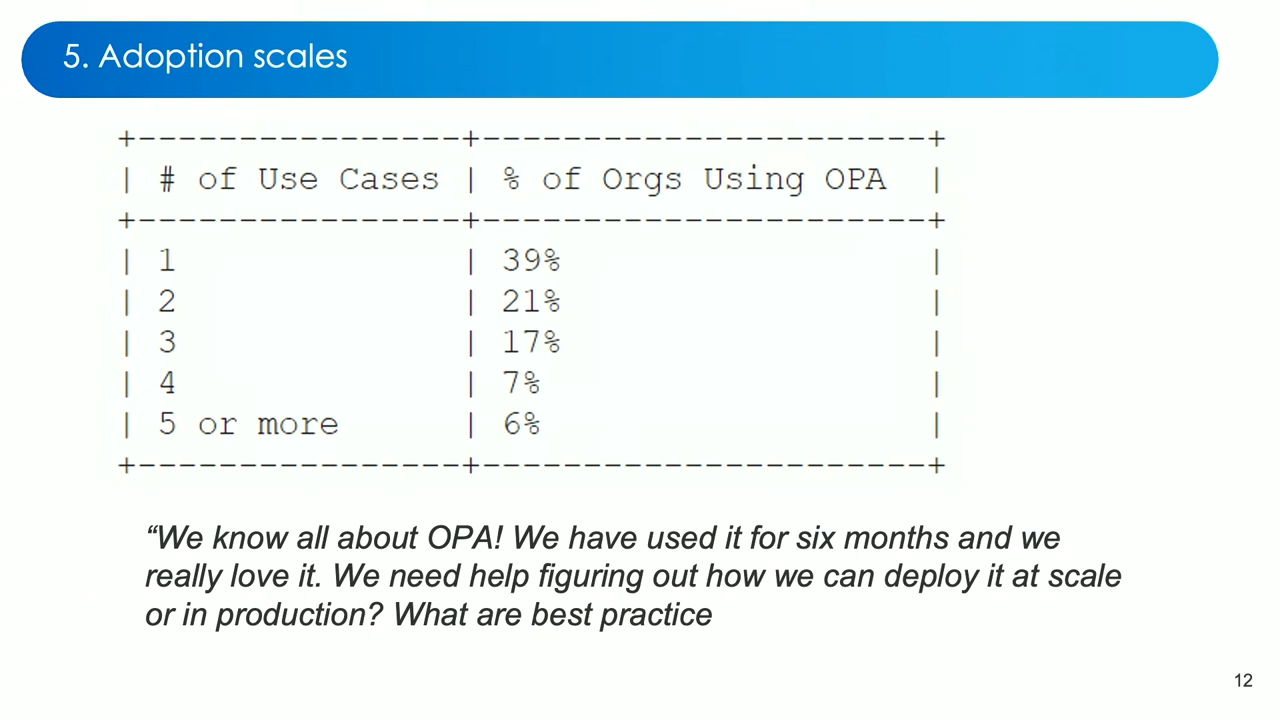 5. Adoption scales
+----------------+----------------------+
| # of Use Cases | % of Orgs Using OPA  |
+----------------+----------------------+
| 1              | 39%                  |
| 2              | 21%                  |
| 3              | 17%                  |
| 4              | 7%                   |
| 5 or more      | 6%                   |
+----------------+----------------------+
“We know all about OPA! We have used it for six months and we
really love it. We need help figuring out how we can deploy it at scale
or in production? What are best practice
12